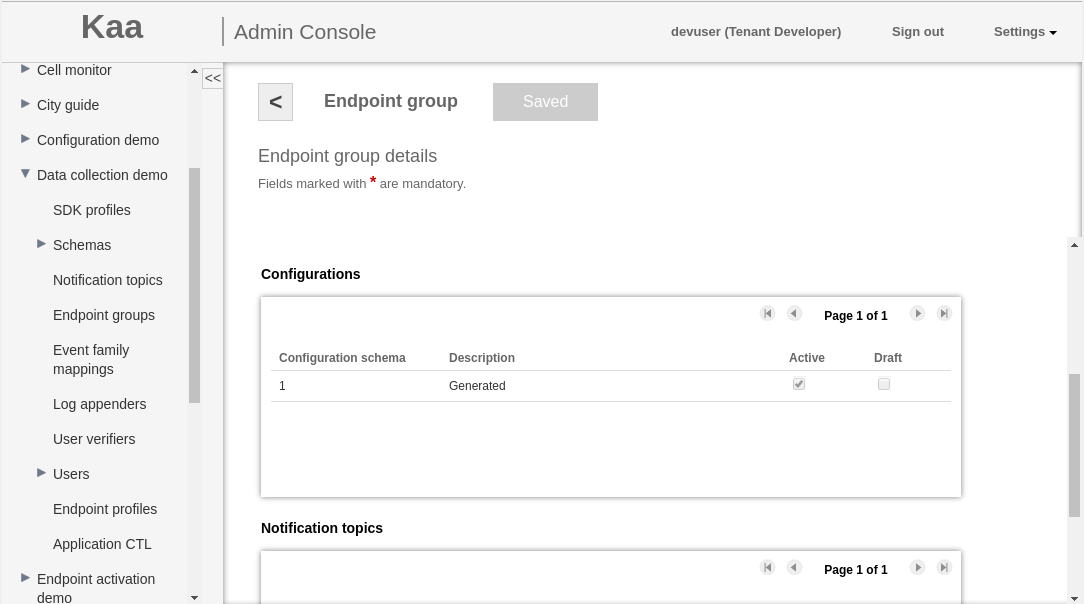 Kaa
Admin Console
devuser (Tenant Developer)
Sign out
Settings
Cell monitor
City guide
Configuration demo
Data collection demo
SDK profiles
Schemas
Notification topics
Endpoint groups
Event family
mappings
Log appenders
User verifiers
Users
Endpoint profiles
Application CTL
Endpoint activation
demo
<<
<
Endpoint group
Saved
Endpoint group details
Fields marked with * are mandatory.
Configurations
Page 1 of 1
Configuration schema Description Active Draft
1 Generated
Notification topics
Page 1 of 1